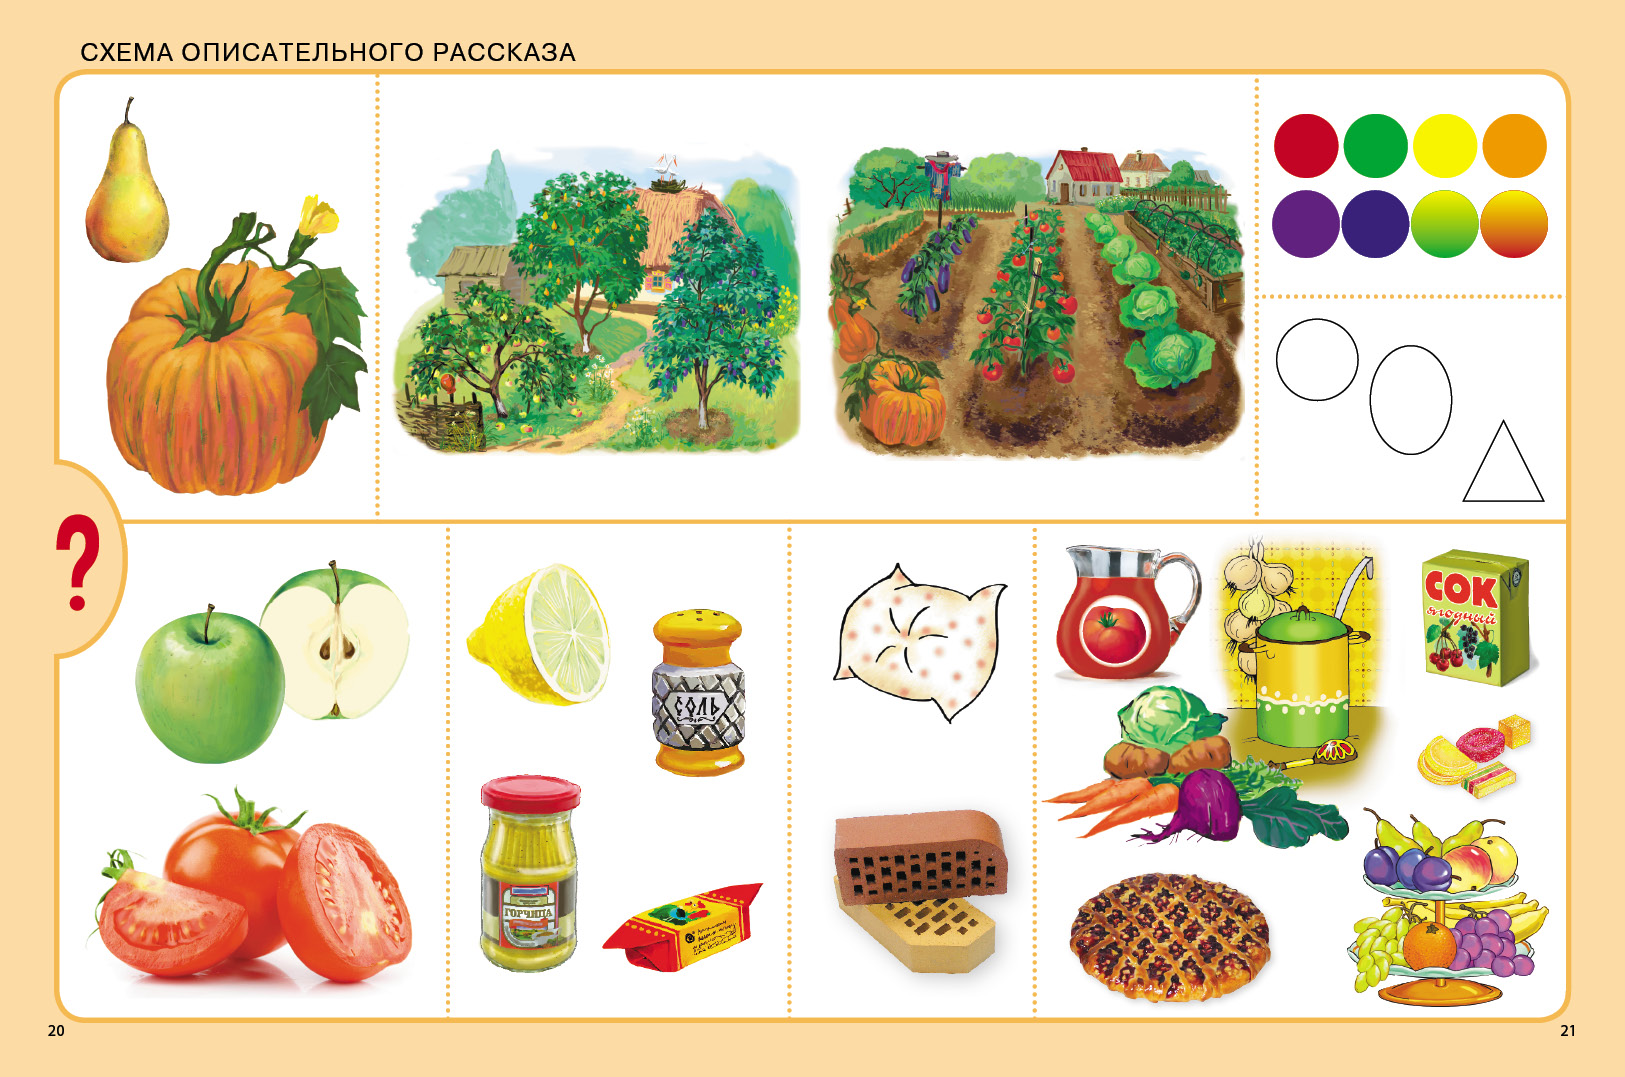 СХЕМА ОПИСАТЕЛЬНОГО РАССКАЗА
?
СОЛЬ
ГОРЧИЦА
СОК
ягодный
20
21